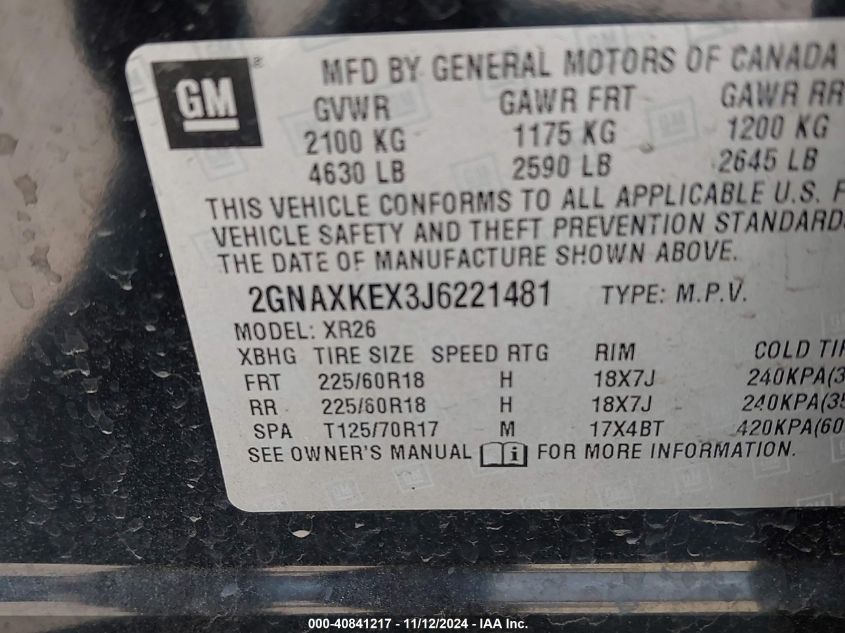 GM
MFD BY GENERAL MOTORS OF CANADA
GVWR GAWR FRT GAWR RR
2100 KG 1175 KG 1200 KG
4630 LB 2590 LB 2645 LB
THIS VEHICLE CONFORMS TO ALL APPLICABLE U.S. F
VEHICLE SAFETY AND THEFT PREVENTION STANDARDS
THE DATE OF MANUFACTURE SHOWN ABOVE.
2GNAXKEX3J6221481 TYPE: M.P.V.
MODEL: XR26
XBHG TIRE SIZE SPEED RTG RIM COLD TIR
FRT 225/60R18 H 18X7J 240KPA(3
RR 225/60R18 H 18X7J 240KPA(35
SPA T125/70R17 M 17X4BT 420KPA(60
SEE OWNER'S MANUAL i FOR MORE INFORMATION.
000-40841217 - 11/12/2024 - IAA Inc.